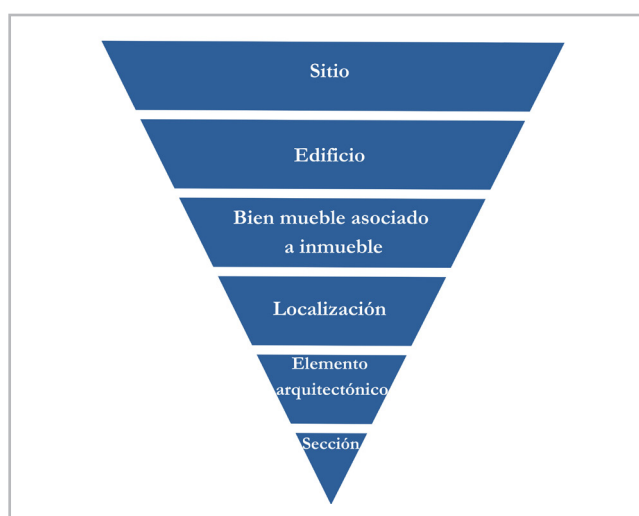 Sitio
Edificio
Bien mueble asociado
a inmueble
Localización
Elemento
arquitectónico
Sección